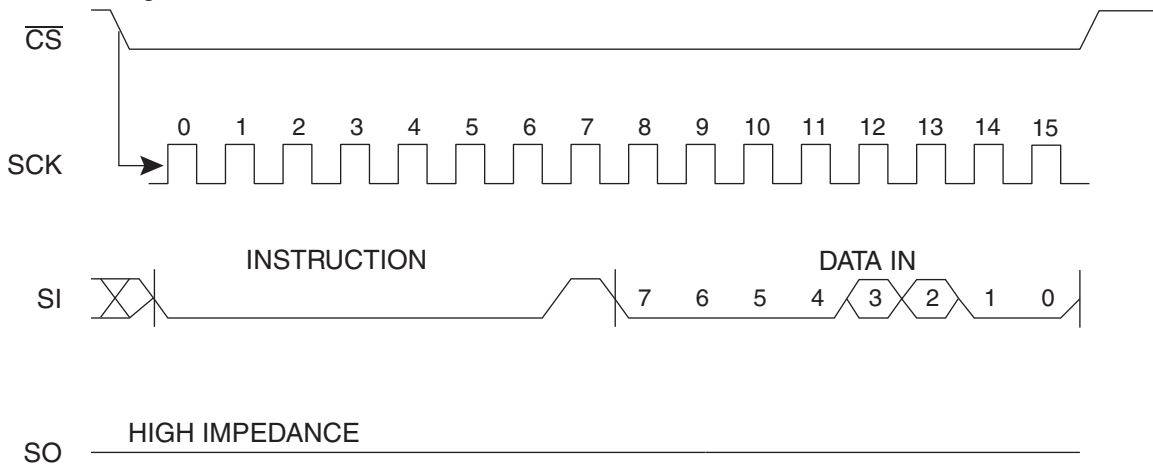 CS
0 1 2 3 4 5 6 7 8 9 10 11 12 13 14 15
SCK
INSTRUCTION DATA IN
SI 7 6 5 4 3 2 1 0
HIGH IMPEDANCE
SO